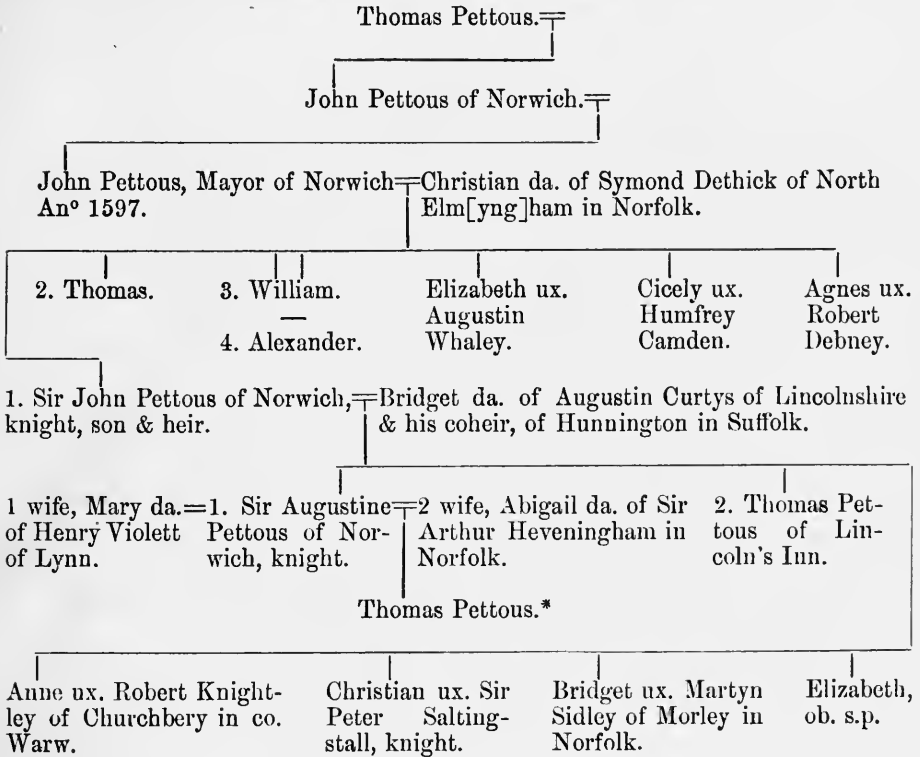 Thomas Pettous.
John Pettous of Norwich.
John Pettous, Mayor of Norwich Christian da. of Symond Dethick of North
Anº 1597. Elm[yng]ham in Norfolk.
2. Thomas. 3. William. Elizabeth ux. Cicely ux. Agnes ux.
— Augustin Humfrey Robert
4. Alexander. Whaley. Camden. Debney.
1. Sir John Pettous of Norwich, Bridget da. of Augustin Curtys of Lincolnshire
knight, son & heir. & his coheir, of Hunnington in Suffolk.
1 wife, Mary da.=1. Sir Augustine 2 wife, Abigail da. of Sir 2. Thomas Pet-
of Henry Violett Pettous of Nor- Arthur Heveningham in tous of Lin-
of Lynn. wich, knight. Norfolk. coln's Inn.
Thomas Pettous.*
Anne ux. Robert Knight- Christian ux. Sir Bridget ux. Martyn Elizabeth,
ley of Churchbery in co. Peter Salting- Sidley of Morley in ob. s.p.
Warw. stall, knight. Norfolk.